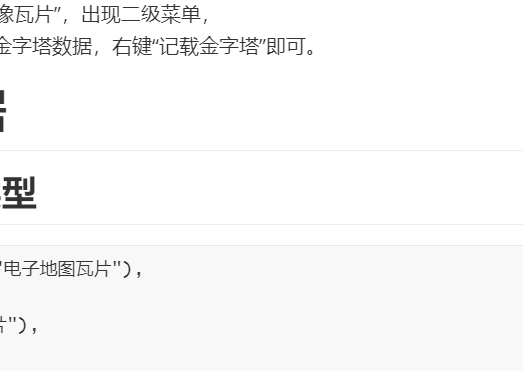 像瓦片”，出现二级菜单，
金字塔数据，右键“记载金字塔”即可。
型
"电子地图瓦片"),
片"),